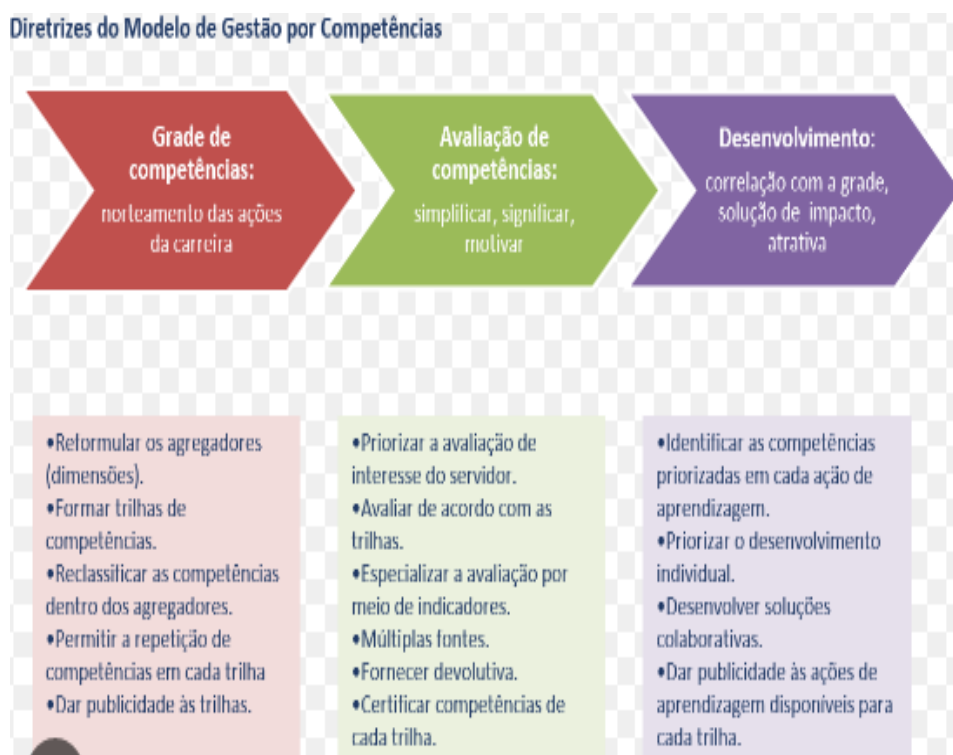 Diretrizes do Modelo de Gestão por Competências
Grade de
competências:
norteamento das ações
da carreira
Avaliação de
competências:
simplificar, significar,
motivar
Desenvolvimento:
correlação com a grade,
solução de impacto,
atrativa
•Reformular os agregadores
(dimensões).
•Formar trilhas de
competências.
•Reclassificar as competências
dentro dos agregadores.
•Permitir a repetição de
competências em cada trilha
•Dar publicidade às trilhas.
•Priorizar a avaliação de
interesse do servidor.
•Avaliar de acordo com as
trilhas.
•Especializar a avaliação por
meio de indicadores.
•Múltiplas fontes.
•Fornecer devolutiva.
•Certificar competências de
cada trilha.
•Identificar as competências
priorizadas em cada ação de
aprendizagem.
•Priorizar o desenvolvimento
individual.
•Desenvolver soluções
colaborativas.
•Dar publicidade às ações de
aprendizagem disponíveis para
cada trilha.